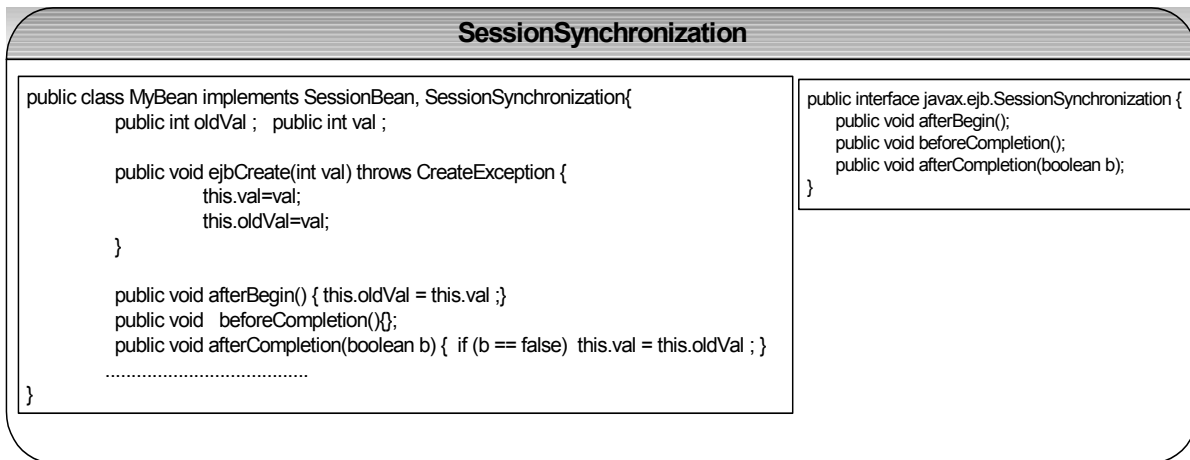 SessionSynchronization
public class MyBean implements SessionBean, SessionSynchronization{
public int oldVal ; public int val ;
public void ejbCreate(int val) throws CreateException {
this.val=val;
this.oldVal=val;
}
public void afterBegin() { this.oldVal = this.val ;}
public void beforeCompletion(){};
public void afterCompletion(boolean b) { if (b == false) this.val = this.oldVal ; }
.......................................
}
public interface javax.ejb.SessionSynchronization {
public void afterBegin();
public void beforeCompletion();
public void afterCompletion(boolean b);
}